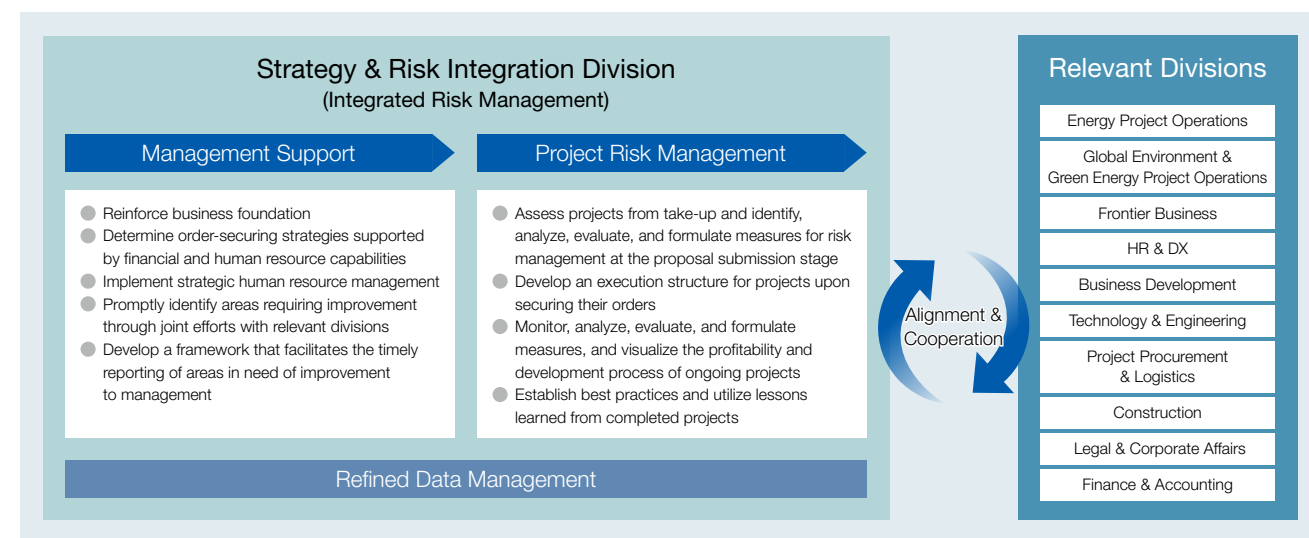 Strategy & Risk Integration Division
(Integrated Risk Management)
Management Support
● Reinforce business foundation
● Determine order-securing strategies supported
by financial and human resource capabilities
● Implement strategic human resource management
● Promptly identify areas requiring improvement
through joint efforts with relevant divisions
● Develop a framework that facilitates the timely
reporting of areas in need of improvement
to management
Project Risk Management
● Assess projects from take-up and identify,
analyze, evaluate, and formulate measures for risk
management at the proposal submission stage
● Develop an execution structure for projects upon
securing their orders
● Monitor, analyze, evaluate, and formulate
measures, and visualize the profitability and
development process of ongoing projects
● Establish best practices and utilize lessons
learned from completed projects
Refined Data Management
Alignment &
Cooperation
Relevant Divisions
Energy Project Operations
Global Environment &
Green Energy Project Operations
Frontier Business
HR & DX
Business Development
Technology & Engineering
Project Procurement
& Logistics
Construction
Legal & Corporate Affairs
Finance & Accounting